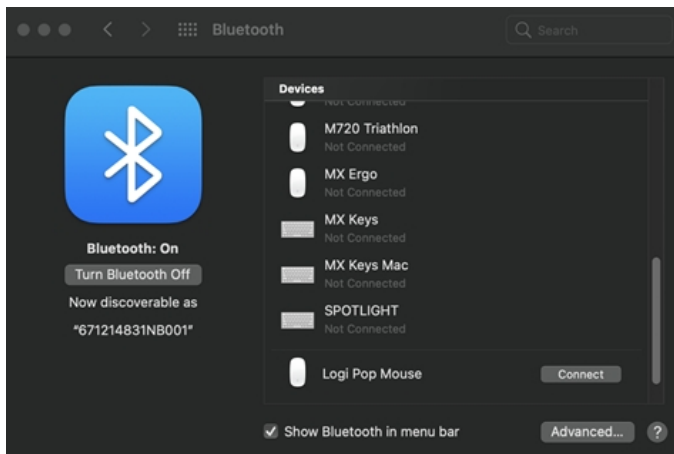 Bluetooth
Search
Devices
Not Connected
M720 Triathlon
Not Connected
MX Ergo
Not Connected
MX Keys
Not Connected
MX Keys Mac
Not Connected
SPOTLIGHT
Not Connected
Logi Pop Mouse
Connect
Bluetooth: On
Turn Bluetooth Off
Now discoverable as
“671214831NB001”
Show Bluetooth in menu bar
Advanced...
?